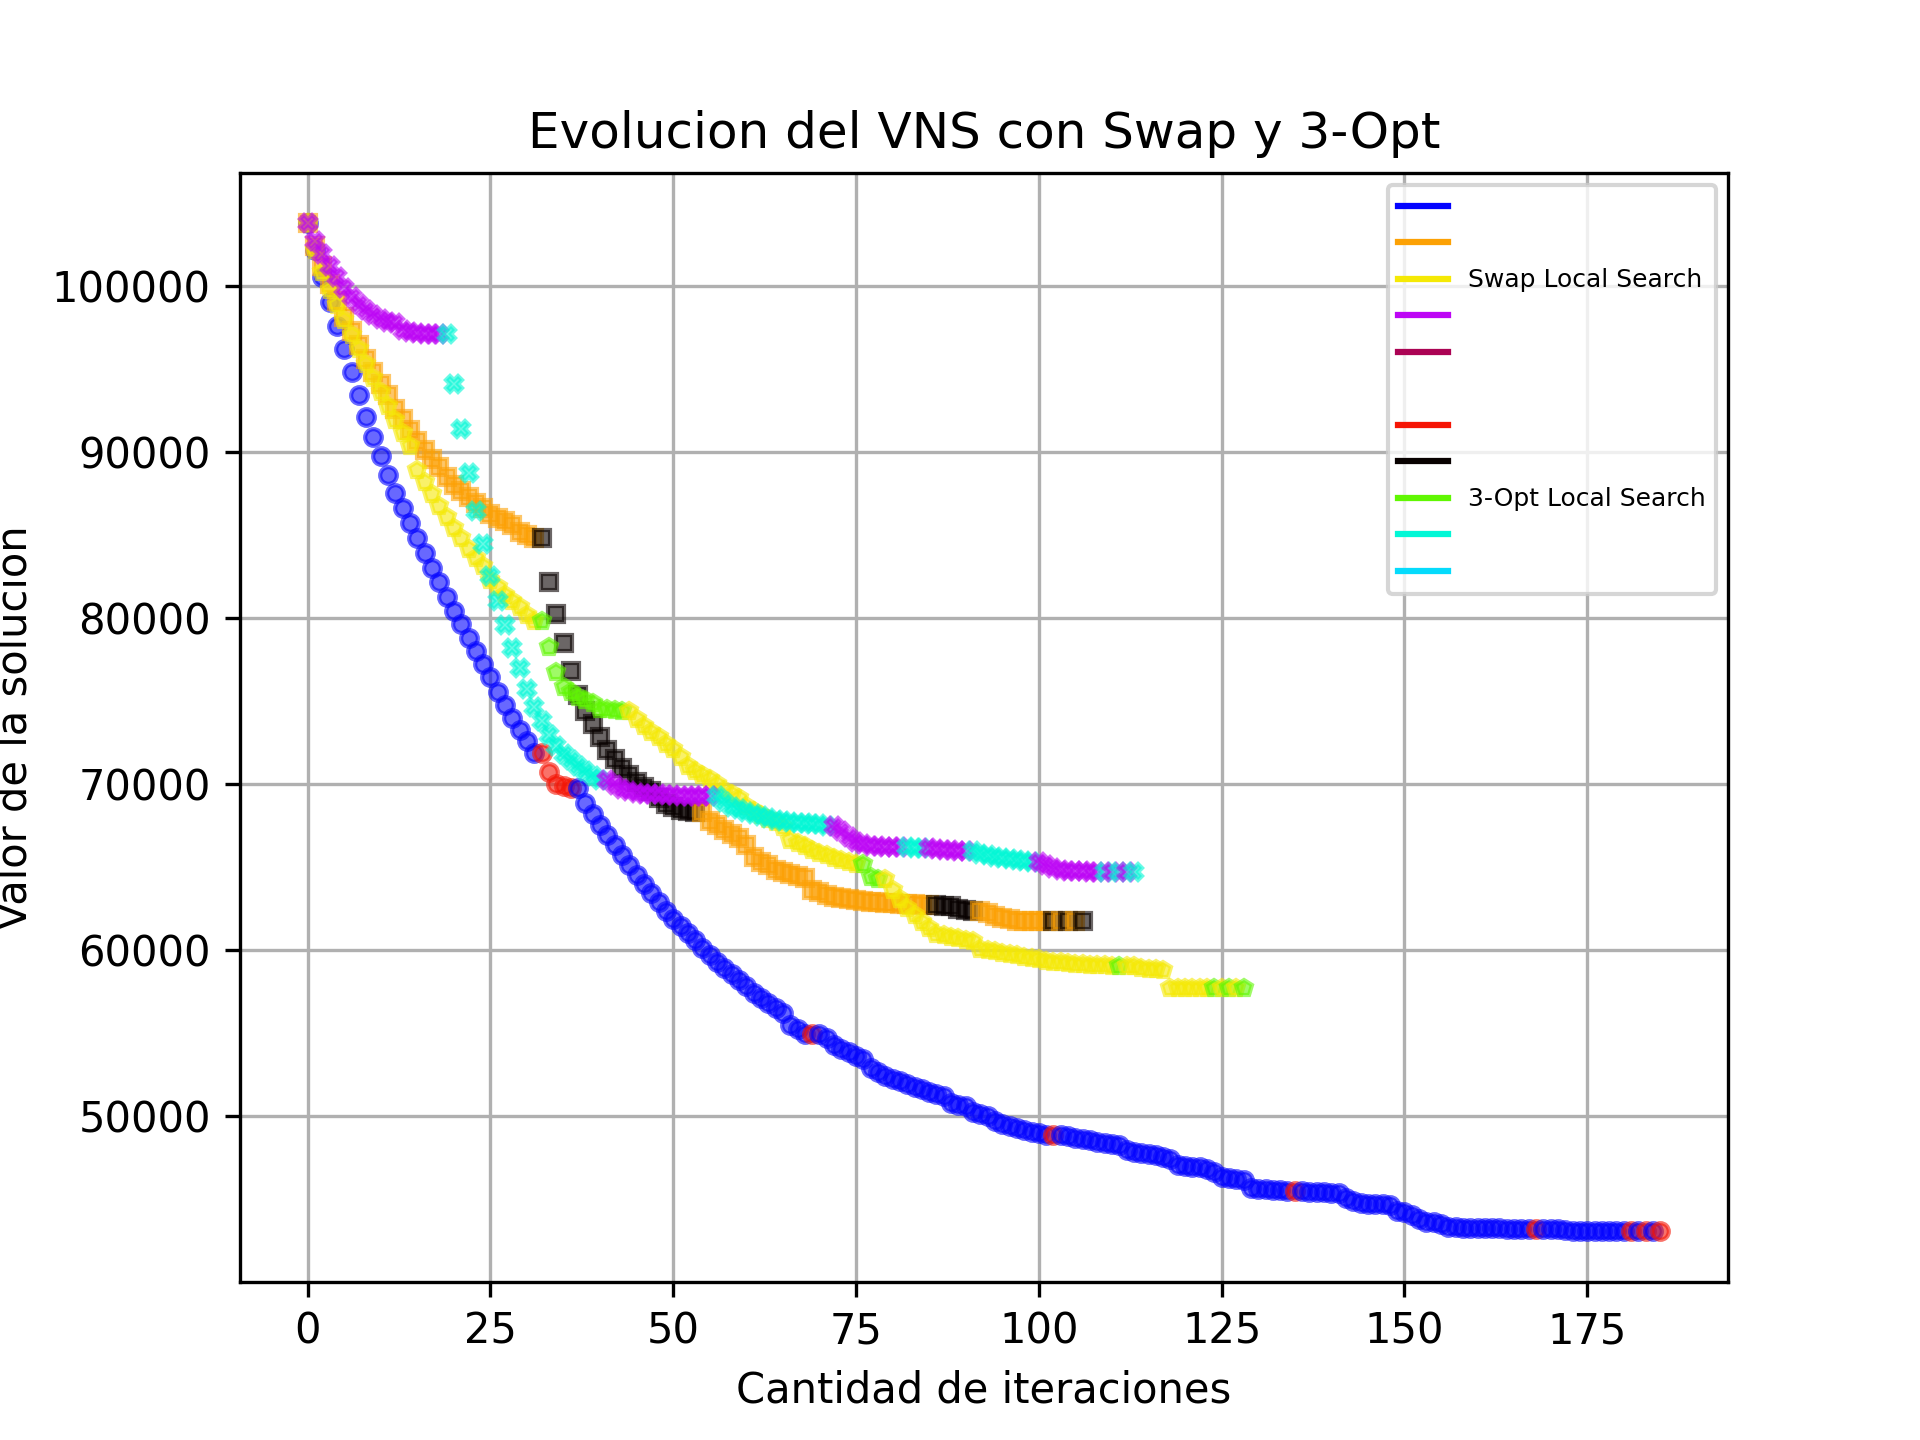 Evolucion del VNS con Swap y 3-Opt
Swap Local Search
3-Opt Local Search
100000
90000
80000
70000
60000
50000
Valor de la solucion
0 25 50 75 100 125 150 175
Cantidad de iteraciones